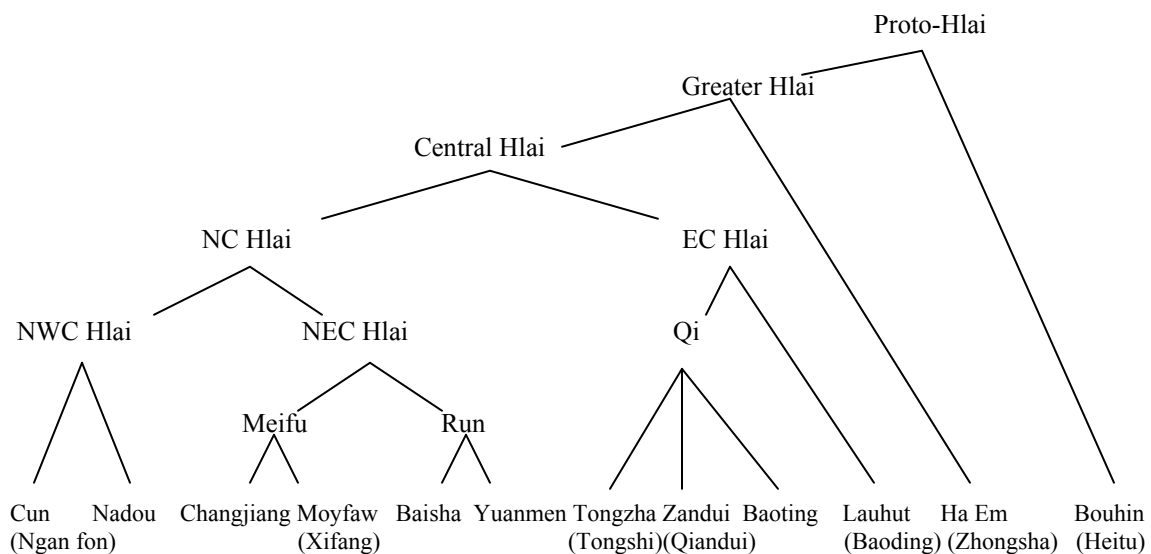 Proto-Hlai
Greater Hlai
Central Hlai
NC Hlai EC Hlai
NWC Hlai NEC Hlai Qi
Meifu Run
Cun Nadou Changjiang Moyfaw Baisha Yuanmen Tongzha Zandui Baoting Lauhut Ha Em Bouhin
(Ngan fon) (Xifang) (Tongshi)(Qiandui) (Baoding) (Zhongsha) (Heitu)